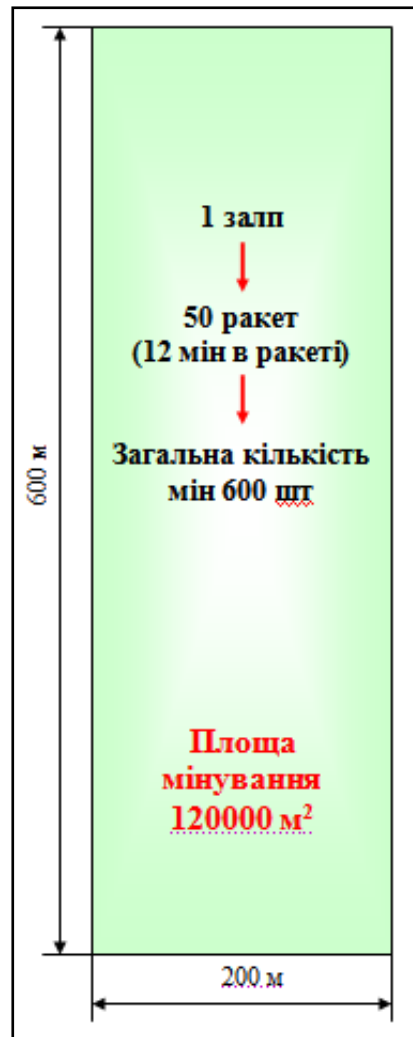 1 залп
50 ракет
(12 мін в ракеті)
Загальна кількість
мін 600 шт
600 м
Площа
мінування
120000 м²
200 м